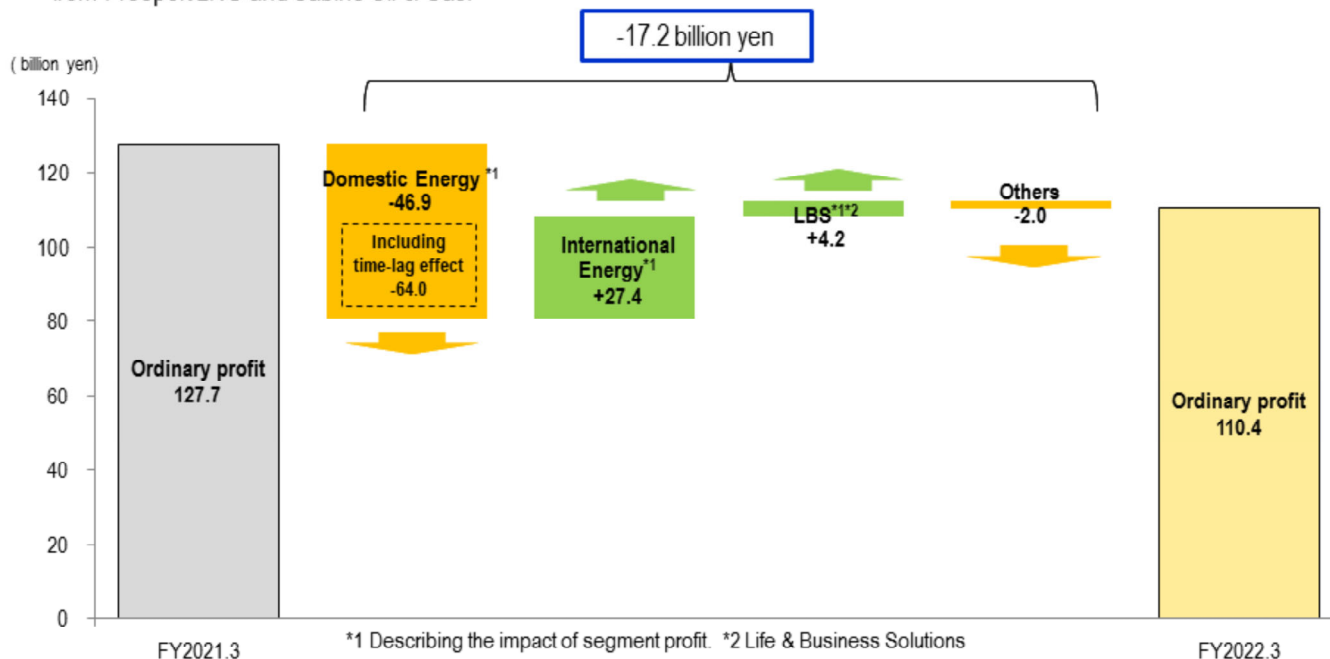 -17.2 billion yen
( billion yen)
140
120
100
80
60
40
20
0
Ordinary profit
127.7
Domestic Energy *1
-46.9
Including
time-lag effect
-64.0
International
Energy*1
+27.4
LBS*1*2
+4.2
Others
-2.0
Ordinary profit
110.4
FY2021.3
*1 Describing the impact of segment profit. *2 Life & Business Solutions
FY2022.3